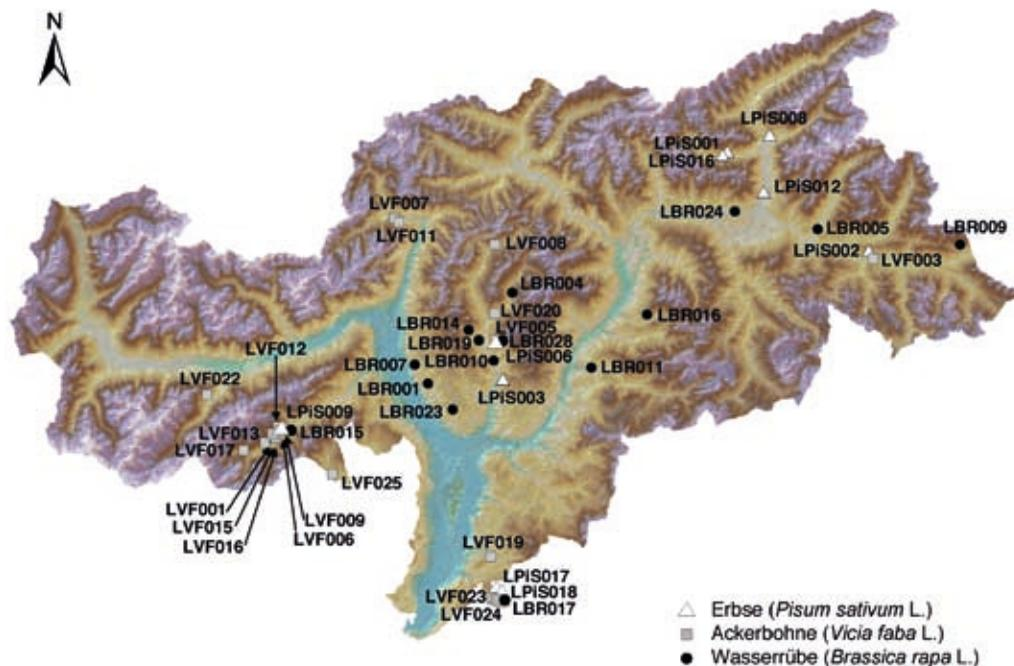 N
LPiS008
LPiS001
LPiS016
LPiS012
LVF007
LBR024
LVF011
LBR005
LBR009
LVF008
LPiS002
LVF003
LBR004
LVF020
LBR016
LBR014
LVF005
LBR019
LBR028
LVF012
LBR010
LPiS006
LBR007
LBR011
LVF022
LBR001
LPiS003
LPiS009
LBR023
LVF013
LBR015
LVF017
LVF025
LVF001
LVF009
LVF015
LVF006
LVF016
LVF019
LPiS017
LVF023
LPiS018
LVF024
LBR017
Erbse (Pisum sativum L.)
Ackerbohne (Vicia faba L.)
Wasserrübe (Brassica rapa L.)